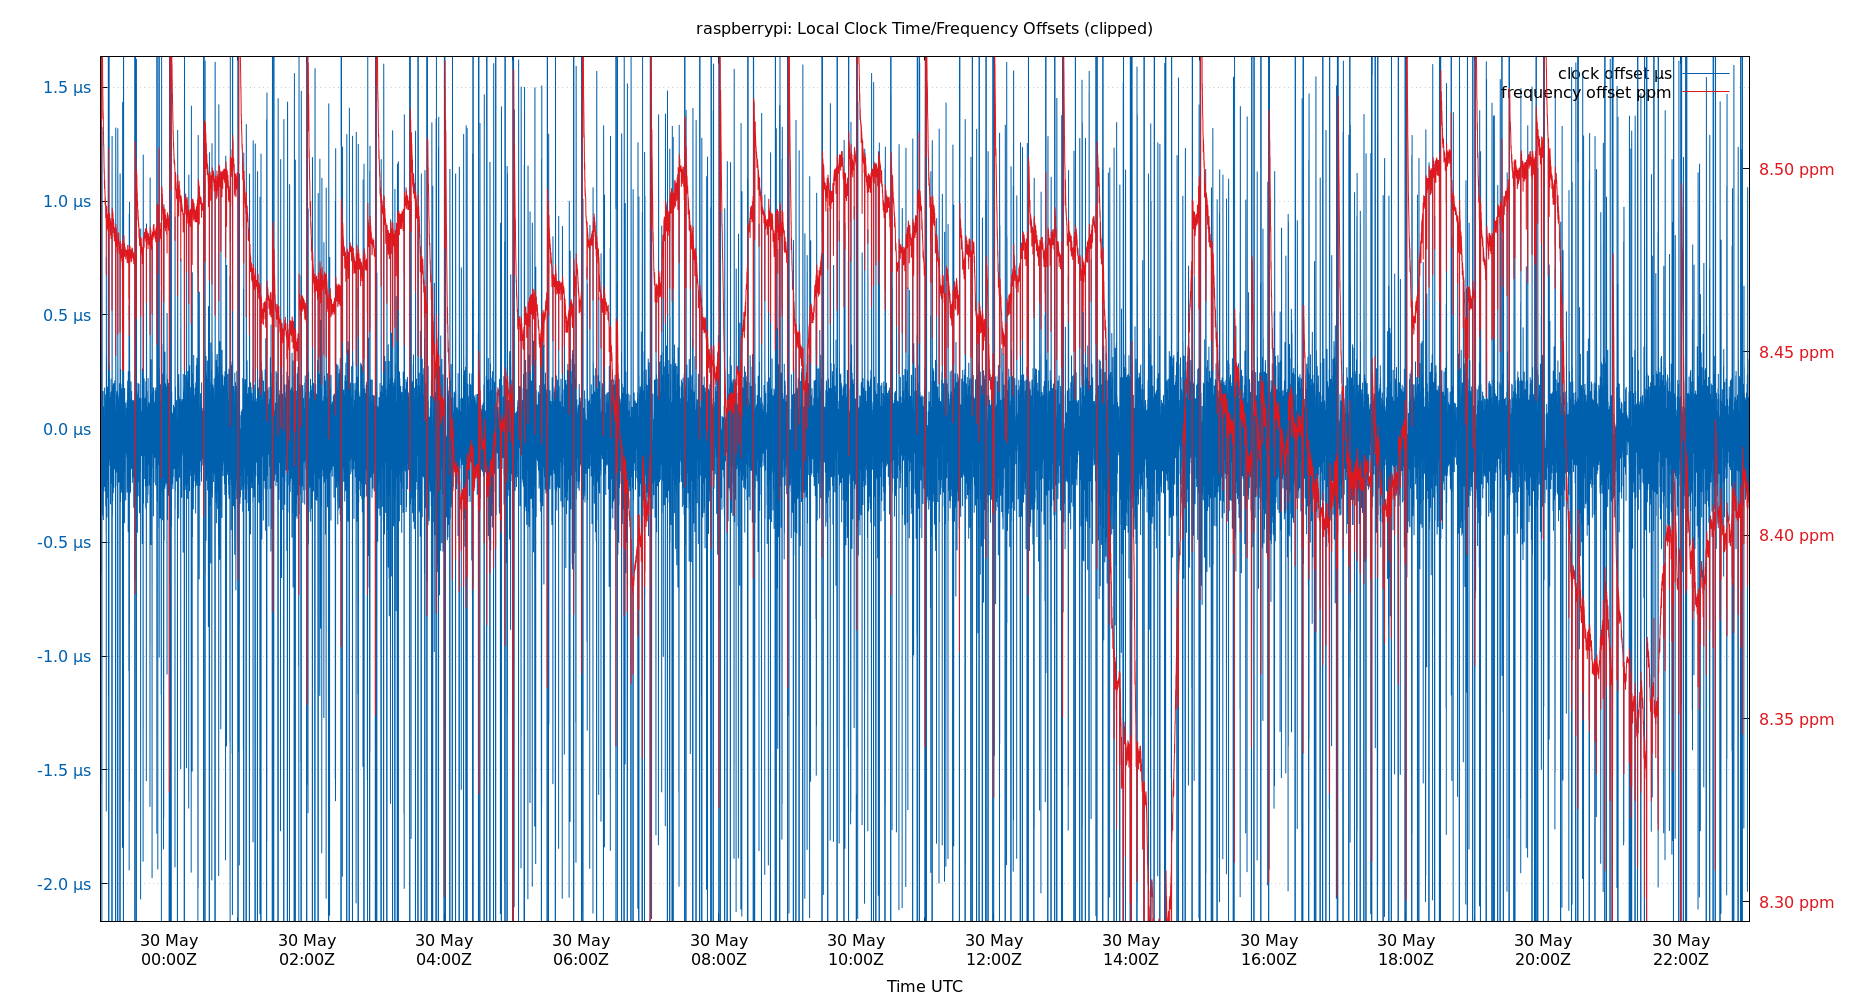 raspberrypi: Local Clock Time/Frequency Offsets (clipped)
clock offset µs
frequency offset ppm
1.5 µs
1.0 µs
0.5 µs
0.0 µs
-0.5 µs
-1.0 µs
-1.5 µs
-2.0 µs
8.50 ppm
8.45 ppm
8.40 ppm
8.35 ppm
8.30 ppm
30 May 30 May 30 May 30 May 30 May 30 May 30 May 30 May 30 May 30 May 30 May 30 May
00:00Z 02:00Z 04:00Z 06:00Z 08:00Z 10:00Z 12:00Z 14:00Z 16:00Z 18:00Z 20:00Z 22:00Z
Time UTC